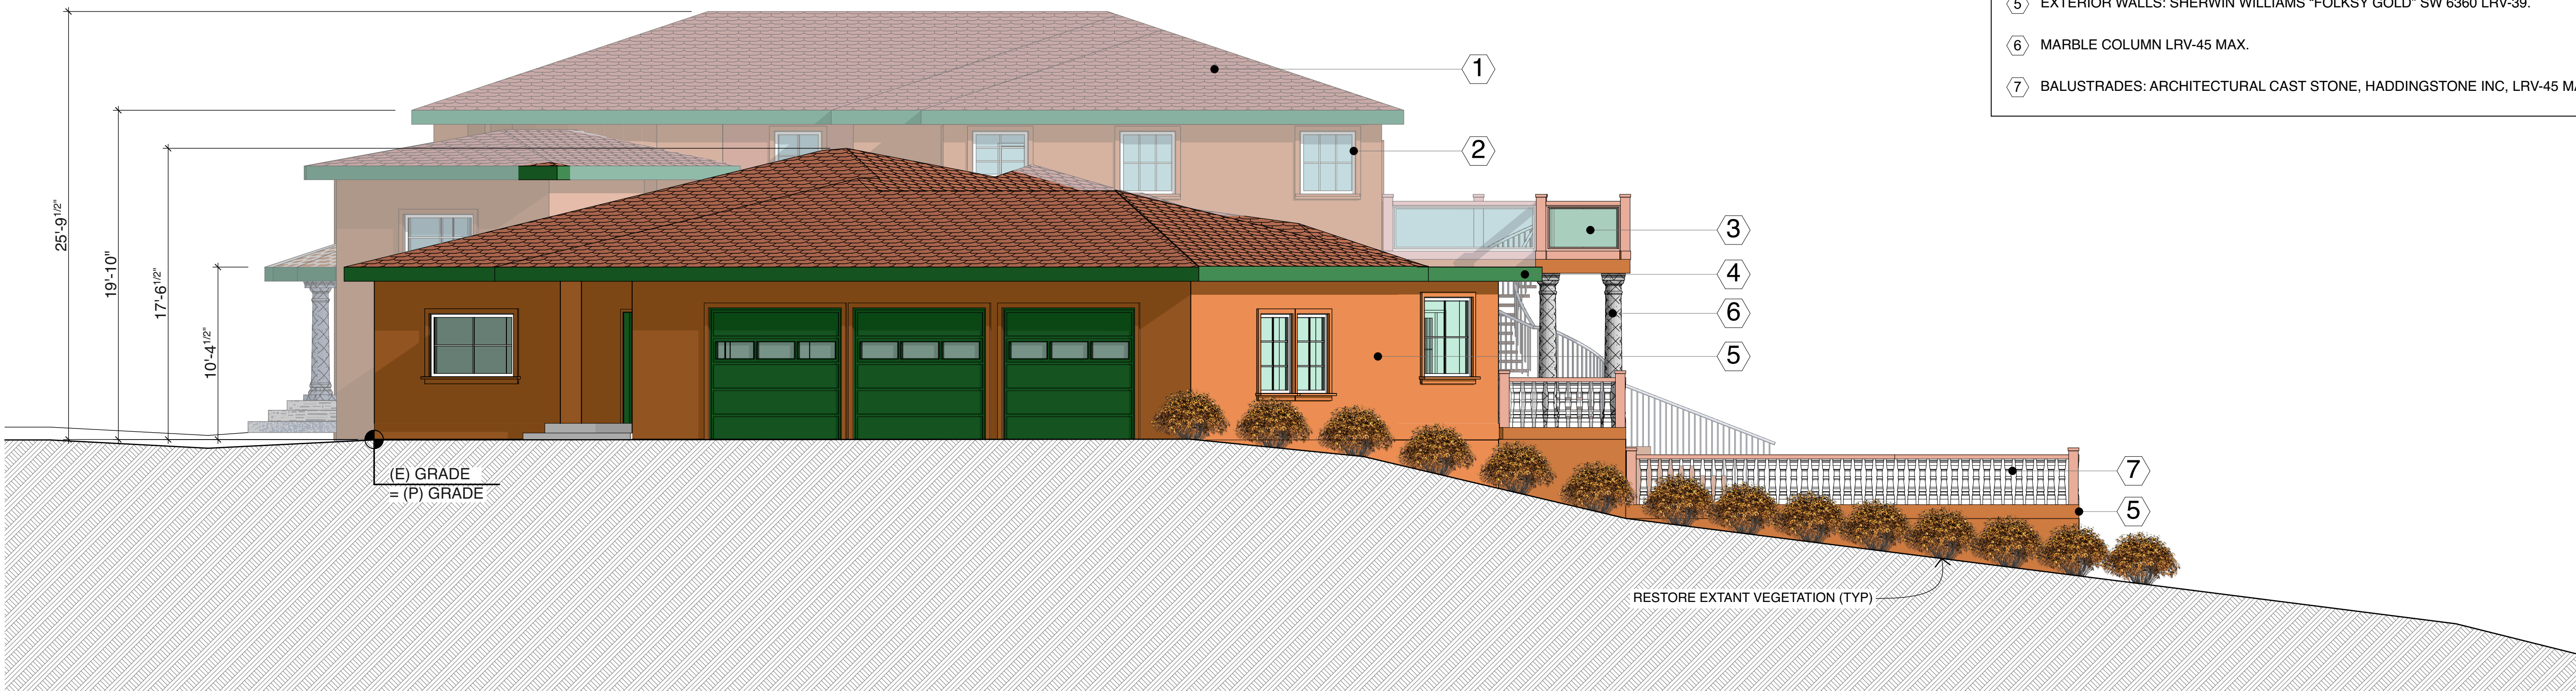 5 EXTERIOR WALLS: SHERWIN WILLIAMS "FOLKSY GOLD" SW 6360 LRV-39.
6 MARBLE COLUMN LRV-45 MAX.
7 BALUSTRADES: ARCHITECTURAL CAST STONE, HADDINGSTONE INC, LRV-45 MA
1
2
3
4
6
5
7
5
25'-9 1/2"
19'-10"
17'-6 1/2"
10'-4 1/2"
(E) GRADE
= (P) GRADE
RESTORE EXTANT VEGETATION (TYP)